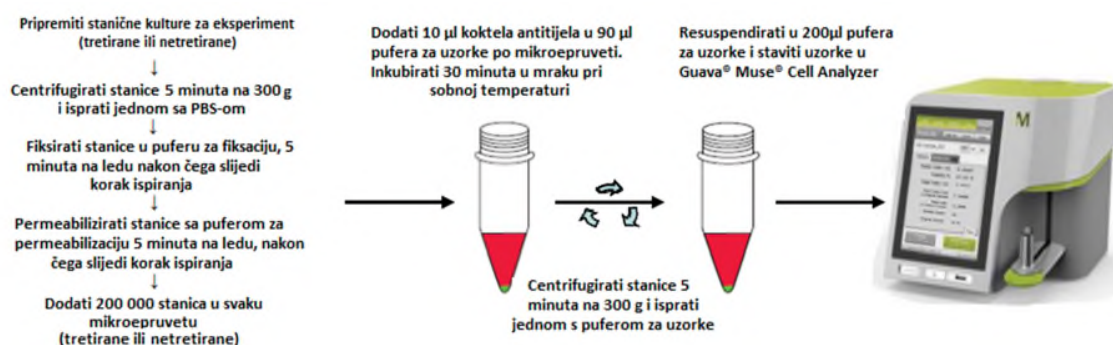 Pripremiti stanične kulture za eksperiment
(tretirane ili netretirane)
↓
Centrifugirati stanice 5 minuta na 300 g
i isprati jednom sa PBS-om
↓
Fiksirati stanice u puferu za fiksaciju, 5
minuta na ledu nakon čega slijedi
korak ispiranja
↓
Permeabilizirati stanice sa puferom za
permeabilizaciju 5 minuta na ledu, nakon
čega slijedi korak ispiranja
↓
Dodati 200 000 stanica u svaku
mikroepruvetu
(tretirane ili netretirane)
Dodati 10 µl koktela antitijela u 90 µl
pufera za uzorke po mikroepruveti.
Inkubirati 30 minuta u mraku pri
sobnoj temperaturi
Centrifugirati stanice 5
minuta na 300 g i isprati
jednom s puferom za uzorke
Resuspendirati u 200µl pufera
za uzorke i staviti uzorke u
Guava® Muse® Cell Analyzer
M